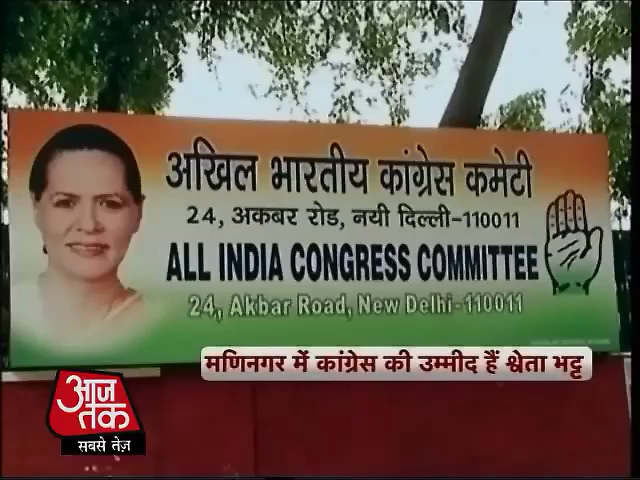 अखिल भारतीय कांग्रेस कमेटी
24, अकबर रोड, नयी दिल्ली-110011
ALL INDIA CONGRESS COMMITTEE
24, Akbar Road, New Delhi-110011
मणिनगर में कांग्रेस की उम्मीद हैं श्वेता भट्ट
आज
तक
सबसे तेज़